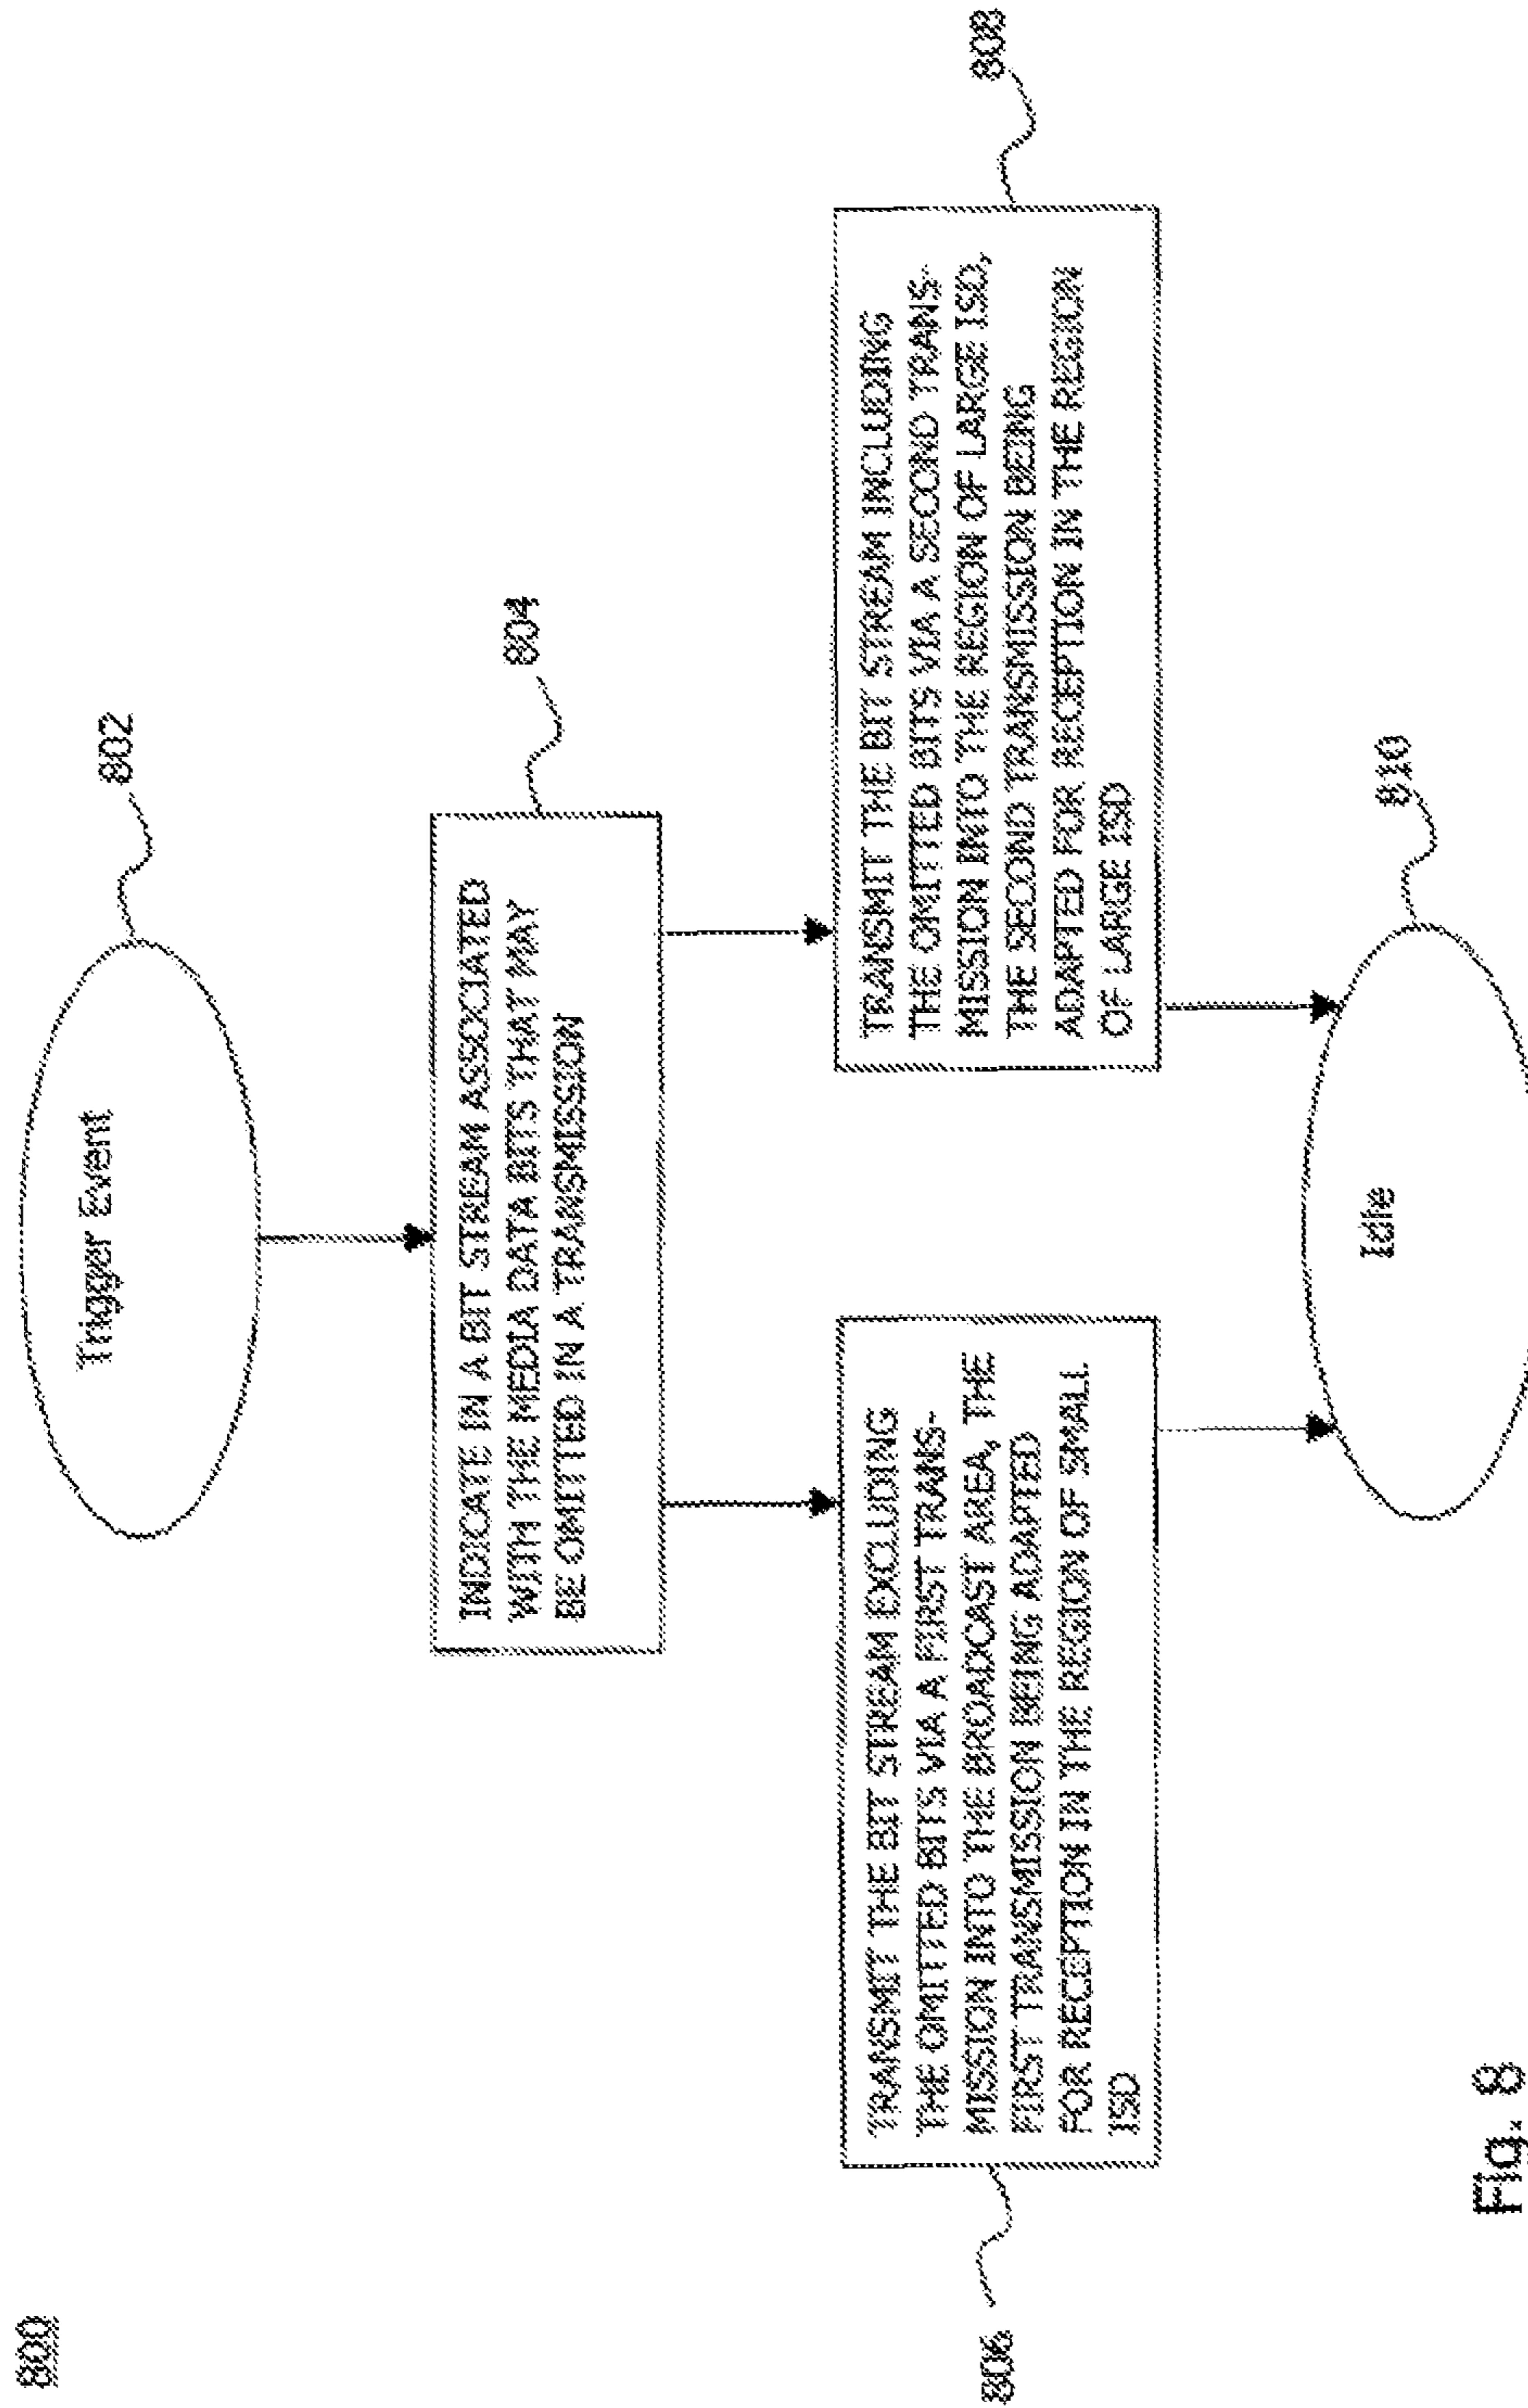 800
Trigger Event
802
INDICATE IN A BIT STREAM ASSOCIATED
WITH THE MEDIA DATA BITS THAT MAY
BE OMITTED IN A TRANSMISSION
804
TRANSMIT THE BIT STREAM EXCLUDING
THE OMITTED BITS VIA A FIRST TRANS-
MISSION INTO THE BROADCAST AREA, THE
FIRST TRANSMISSION BEING ADAPTED
FOR RECEPTION IN THE REGION OF SMALL
ISD
806
TRANSMIT THE BIT STREAM INCLUDING
THE OMITTED BITS VIA A SECOND TRANS-
MISSION INTO THE REGION OF LARGE ISD,
THE SECOND TRANSMISSION BEING
ADAPTED FOR RECEPTION IN THE REGION
OF LARGE ISD
808
Idle
810
Fig. 8